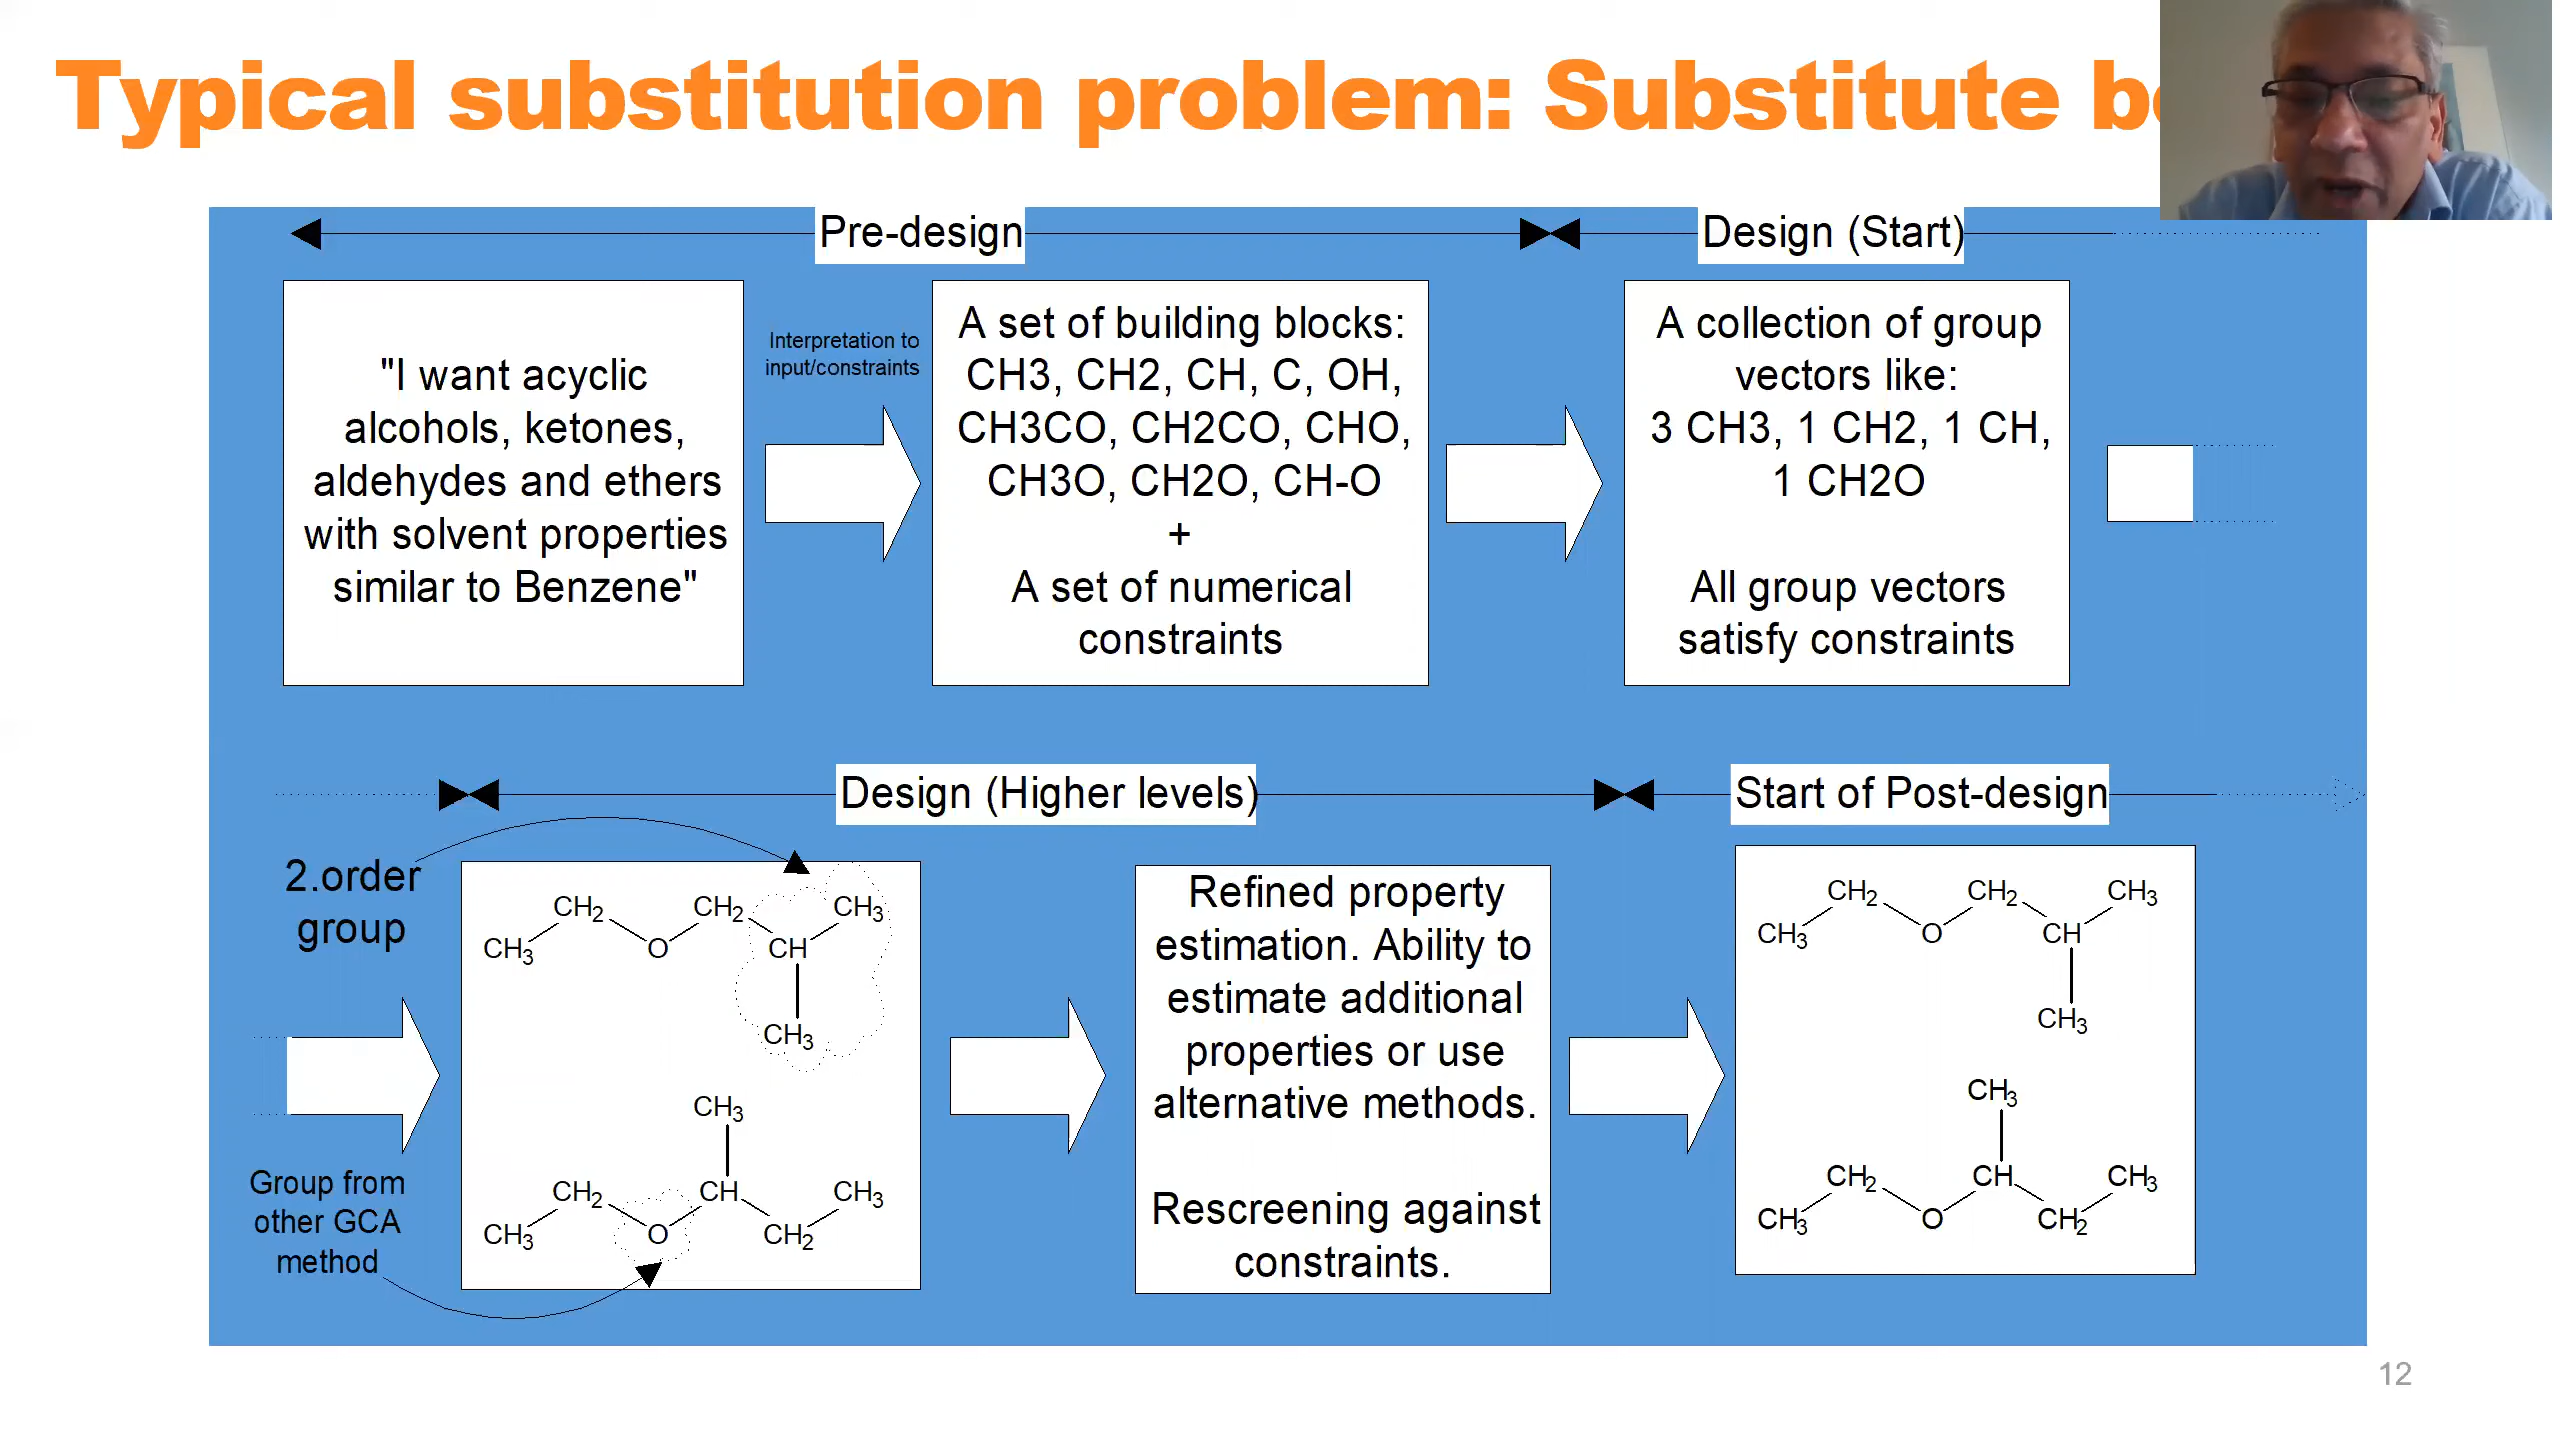 Typical substitution problem: Substitute
Pre-design
Design (Start)
"I want acyclic
alcohols, ketones,
aldehydes and ethers
with solvent properties
similar to Benzene"
Interpretation to
input/constraints
A set of building blocks:
CH3, CH2, CH, C, OH,
CH3CO, CH2CO, CHO,
CH3O, CH2O, CH-O
+
A set of numerical
constraints
A collection of group
vectors like:
3 CH3, 1 CH2, 1 CH,
1 CH2O
All group vectors
satisfy constraints
Design (Higher levels)
Start of Post-design
2.order
group
Group from
other GCA
method
CH2 CH2 CH3
CH3 O CH
CH3
CH3
CH2 CH CH3
CH3 O CH2
Refined property
estimation. Ability to
estimate additional
properties or use
alternative methods.
Rescreening against
constraints.
CH2 CH2 CH3
CH3 O CH
CH3
CH3
CH2 CH CH3
CH3 O CH2
12